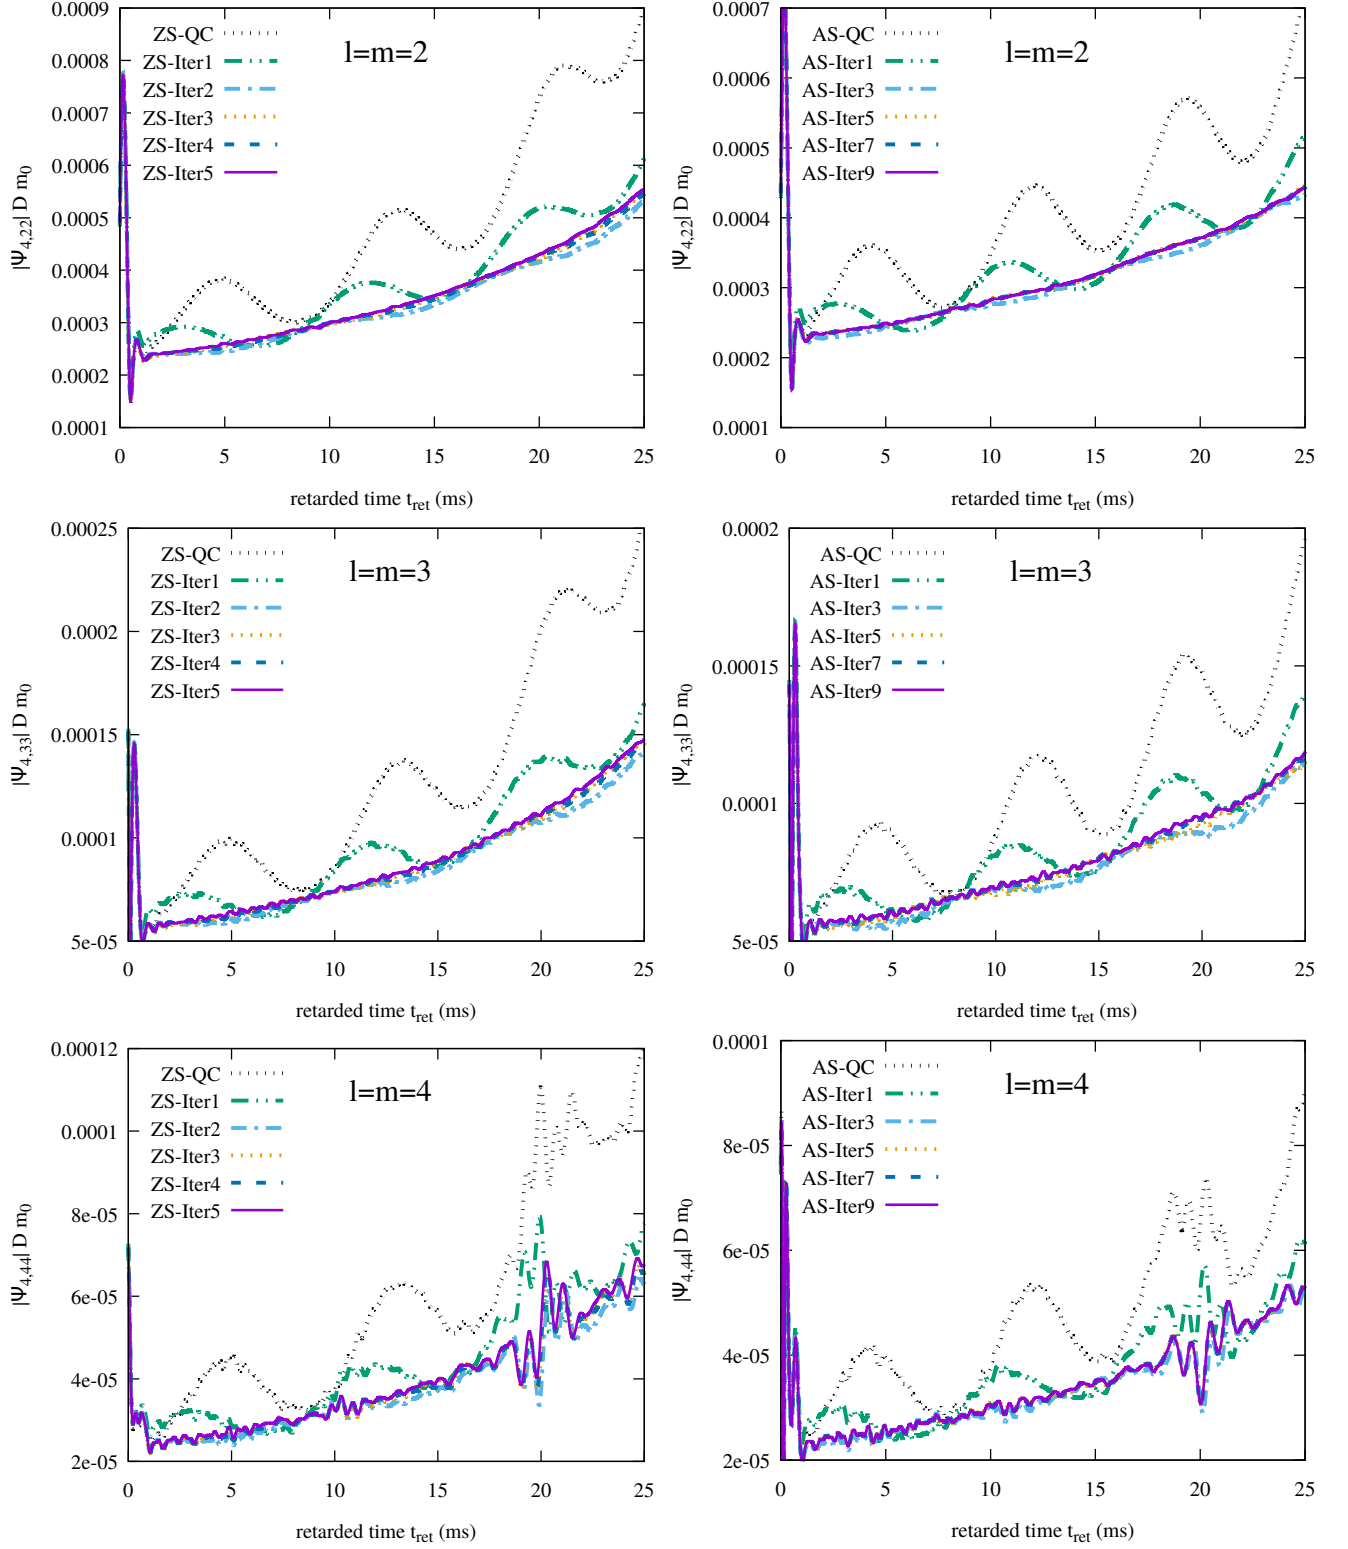 0.0009
0.0008
0.0007
0.0006
0.0005
0.0004
0.0003
0.0002
0.0001
|Ψ4,22| D m0
ZS-QC
ZS-Iter1
ZS-Iter2
ZS-Iter3
ZS-Iter4
ZS-Iter5
l=m=2
0 5 10 15 20 25
retarded time tret (ms)
0.0007
0.0006
0.0005
0.0004
0.0003
0.0002
0.0001
|Ψ4,22| D m0
AS-QC
AS-Iter1
AS-Iter3
AS-Iter5
AS-Iter7
AS-Iter9
l=m=2
0 5 10 15 20 25
retarded time tret (ms)
0.00025
0.0002
0.00015
0.0001
5e-05
|Ψ4,33| D m0
ZS-QC
ZS-Iter1
ZS-Iter2
ZS-Iter3
ZS-Iter4
ZS-Iter5
l=m=3
0 5 10 15 20 25
retarded time tret (ms)
0.0002
0.00015
0.0001
5e-05
|Ψ4,33| D m0
AS-QC
AS-Iter1
AS-Iter3
AS-Iter5
AS-Iter7
AS-Iter9
l=m=3
0 5 10 15 20 25
retarded time tret (ms)
0.00012
0.0001
8e-05
6e-05
4e-05
2e-05
|Ψ4,44| D m0
ZS-QC
ZS-Iter1
ZS-Iter2
ZS-Iter3
ZS-Iter4
ZS-Iter5
l=m=4
0 5 10 15 20 25
retarded time tret (ms)
0.0001
8e-05
6e-05
4e-05
2e-05
|Ψ4,44| D m0
AS-QC
AS-Iter1
AS-Iter3
AS-Iter5
AS-Iter7
AS-Iter9
l=m=4
0 5 10 15 20 25
retarded time tret (ms)